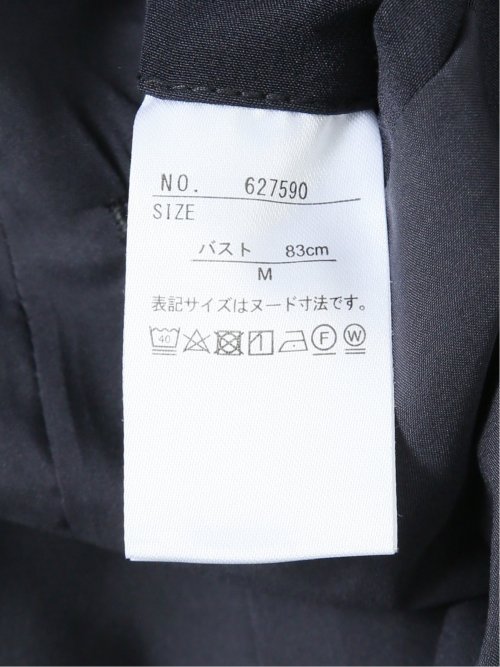 NO. 627590
SIZE
バスト 83cm
M
表記サイズはヌード寸法です。
40 F W